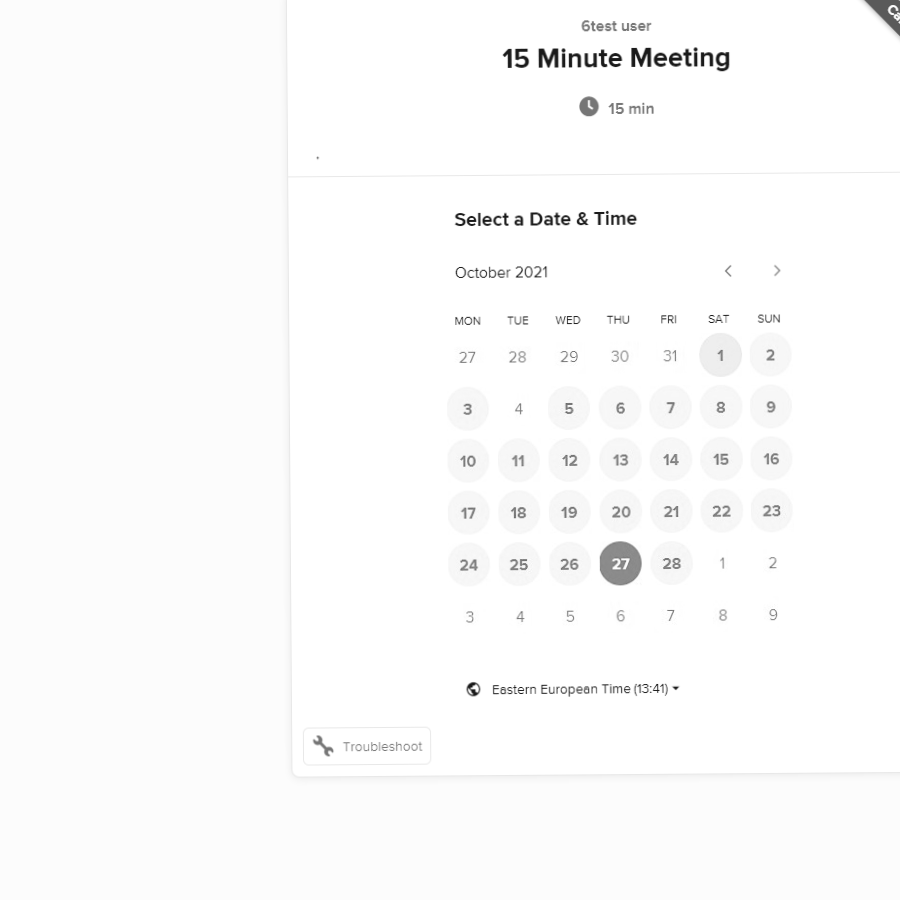 6test user
15 Minute Meeting
15 min
.
Select a Date & Time
October 2021
MON TUE WED THU FRI SAT SUN
27 28 29 30 31 1 2
3 4 5 6 7 8 9
10 11 12 13 14 15 16
17 18 19 20 21 22 23
24 25 26 27 28 1 2
3 4 5 6 7 8 9
Eastern European Time (13:41)
Troubleshoot